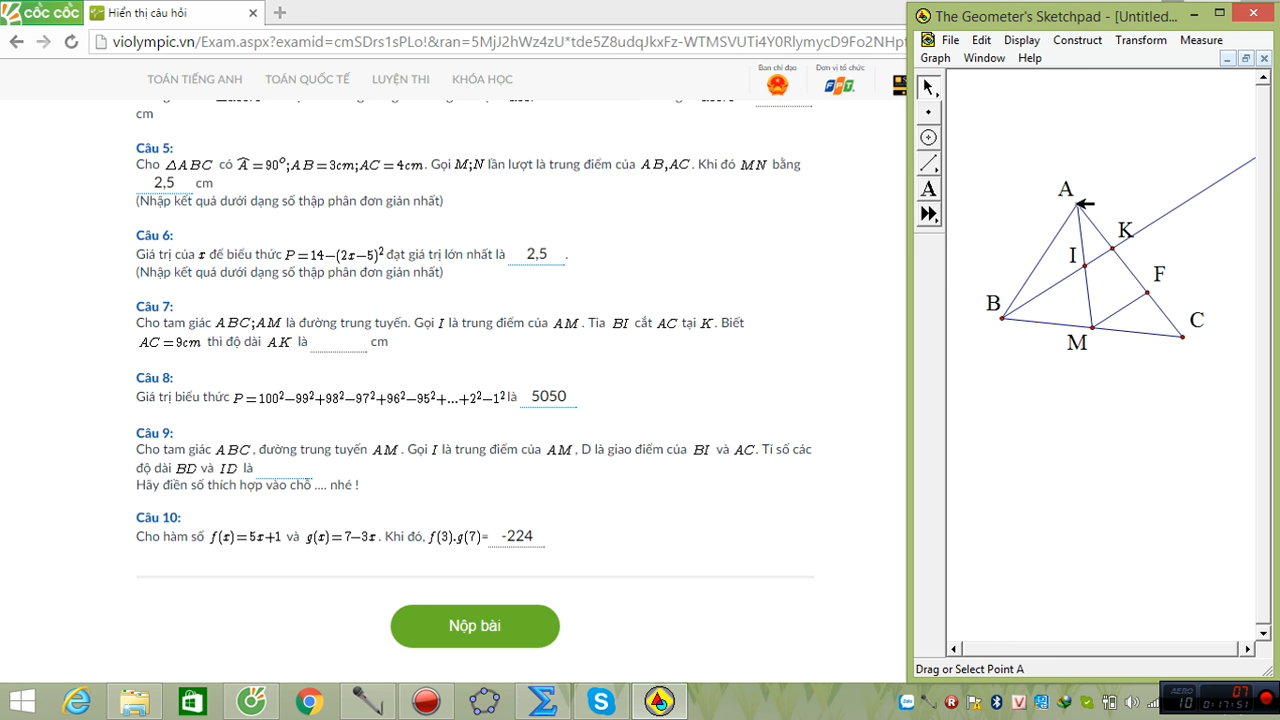 cốc cốc
Hiển thị câu hỏi
violympic.vn/Exam.aspx?examid=cmSDrs1sPLo!&ran=5MjJ2hWz4zU*tde5Z8udqJkxFz-WTMSVUTi4Y0RlymycD9Fo2NHp
TOÁN TIẾNG ANH TOÁN QUỐC TẾ LUYỆN THI KHÓA HỌC
Ban chỉ đạo Đơn vị tổ chức
FPT
cm
Câu 5:
Cho △ABC có Â=90°;AB=3cm;AC=4cm. Gọi M;N lần lượt là trung điểm của AB,AC. Khi đó MN bằng
2,5 cm
(Nhập kết quả dưới dạng số thập phân đơn giản nhất)
Câu 6:
Giá trị của x để biểu thức P=14−(2x−5)² đạt giá trị lớn nhất là 2,5 .
(Nhập kết quả dưới dạng số thập phân đơn giản nhất)
Câu 7:
Cho tam giác ABC;AM là đường trung tuyến. Gọi I là trung điểm của AM. Tia BI cắt AC tại K. Biết
AC=9cm thì độ dài AK là cm
Câu 8:
Giá trị biểu thức P=100²−99²+98²−97²+96²−95²+...+2²−1² là 5050
Câu 9:
Cho tam giác ABC, đường trung tuyến AM. Gọi I là trung điểm của AM, D là giao điểm của BI và AC. Tỉ số các
độ dài BD và ID là
Hãy điền số thích hợp vào chỗ .... nhé !
Câu 10:
Cho hàm số f(x)=5x+1 và g(x)=7−3x. Khi đó, f(3).g(7)= -224
Nộp bài
The Geometer's Sketchpad - [Untitled...
File Edit Display Construct Transform Measure
Graph Window Help
A
K
I
F
B
C
M
Drag or Select Point A
AERO
10
07
0:17:51